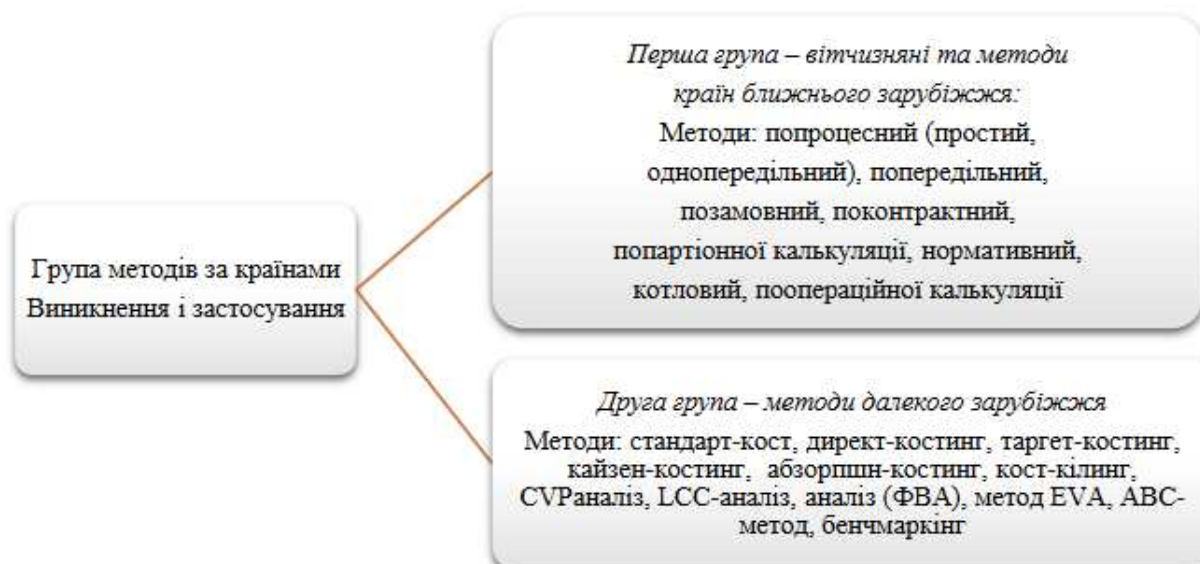 Група методів за країнами
Виникнення і застосування
Перша група – вітчизняні та методи
країн ближнього зарубіжжя:
Методи: попроцесний (простий,
однопередільний), попередільний,
позамовний, поконтрактний,
попартіонної калькуляції, нормативний,
котловий, поопераційної калькуляції
Друга група – методи далекого зарубіжжя
Методи: стандарт-кост, директ-костинг, таргет-костинг,
кайзен-костинг, абзорпшн-костинг, кост-кілинг,
CVPаналіз, LCC-аналіз, аналіз (ФВА), метод EVA, АВС-
метод, бенчмаркінг